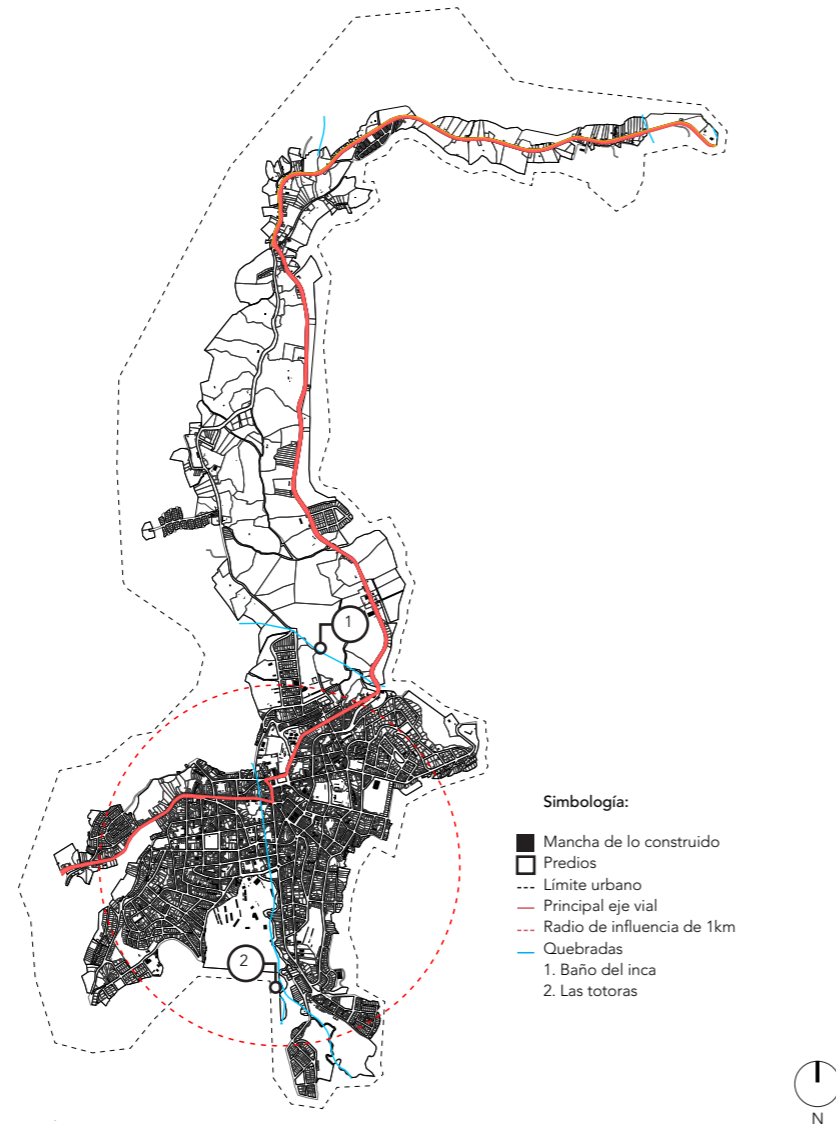 1
2
Simbología:
Mancha de lo construido
Predios
Límite urbano
Principal eje vial
Radio de influencia de 1km
Quebradas
1. Baño del inca
2. Las totoras
N